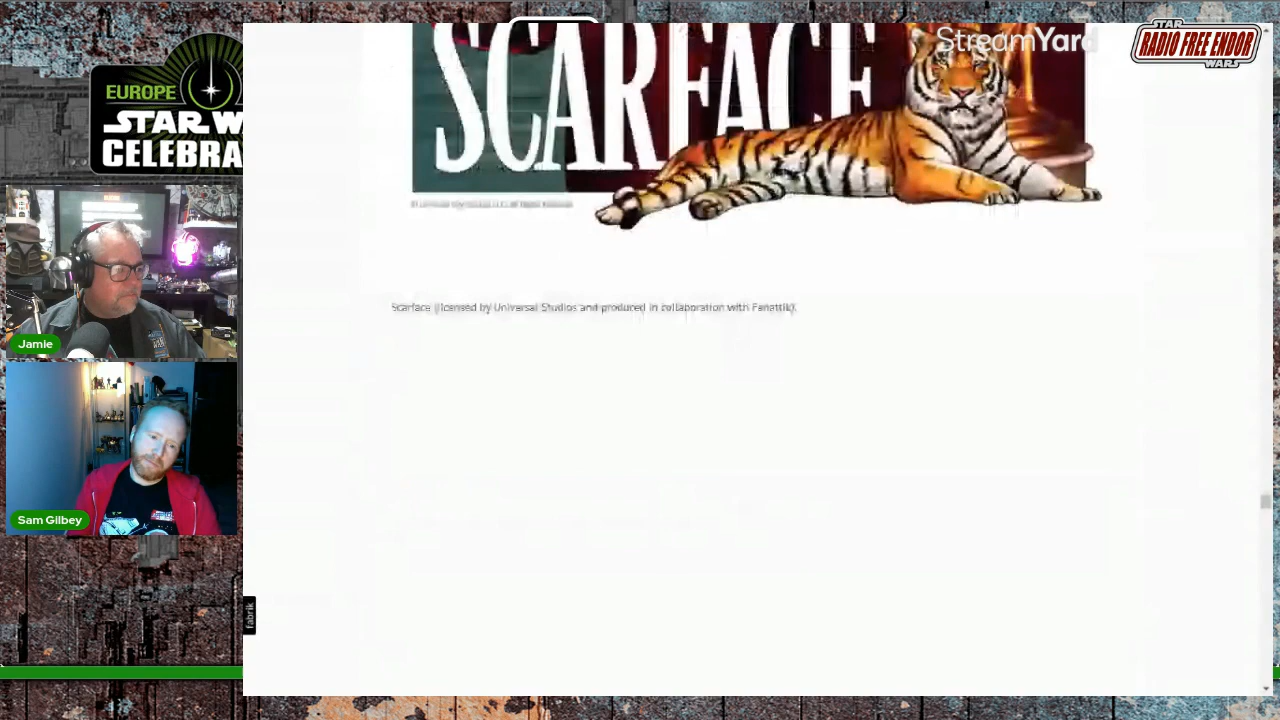 SCARFACE
StreamYard
STAR
RADIO FREE ENDOR
WARS
EUROPE
STAR W
CELEBRA
Scarface (licensed by Universal Studios and produced in collaboration with Fanattik).
Jamie
Sam Gilbey
fabrik